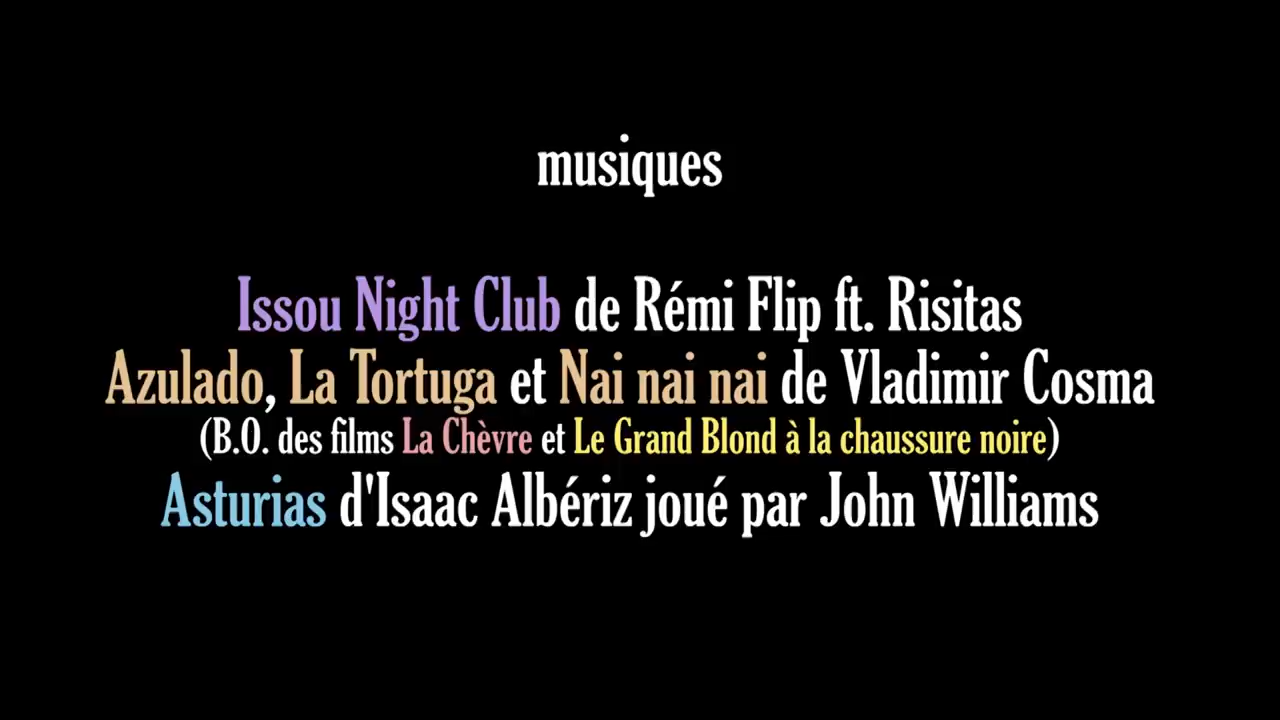 musiques
Issou Night Club de Rémi Flip ft. Risitas
Azulado, La Tortuga et Nai nai nai de Vladimir Cosma
(B.O. des films La Chèvre et Le Grand Blond à la chaussure noire)
Asturias d'Isaac Albériz joué par John Williams